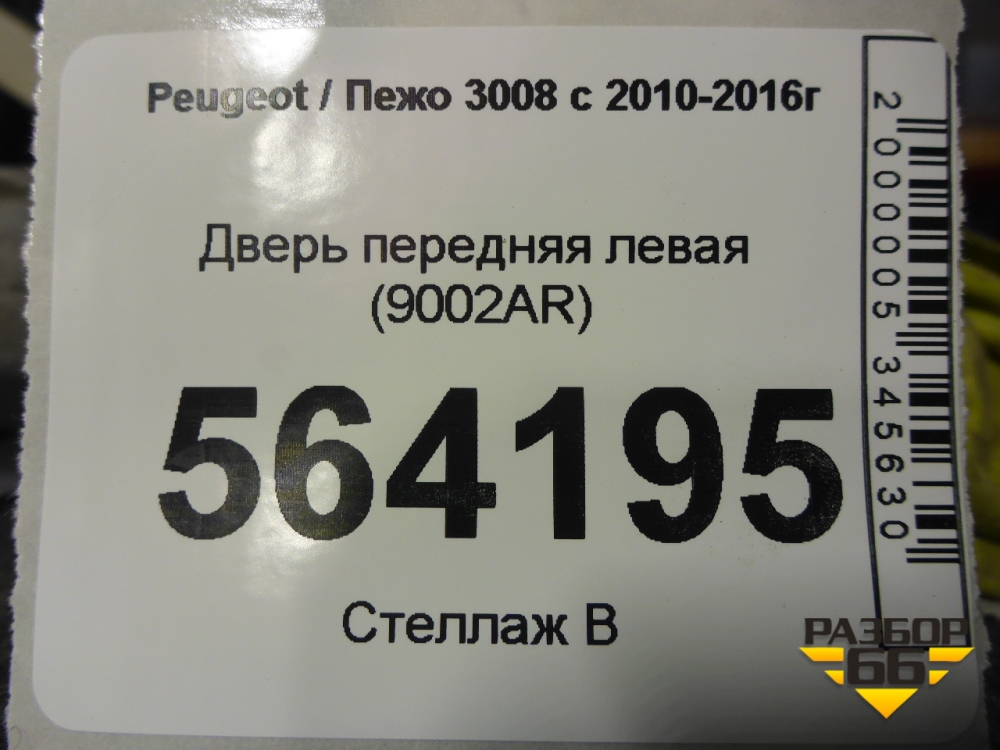 Peugeot / Пежо 3008 с 2010-2016г
Дверь передняя левая
(9002AR)
564195
Стеллаж В
2000005345630
РАЗБОР
66